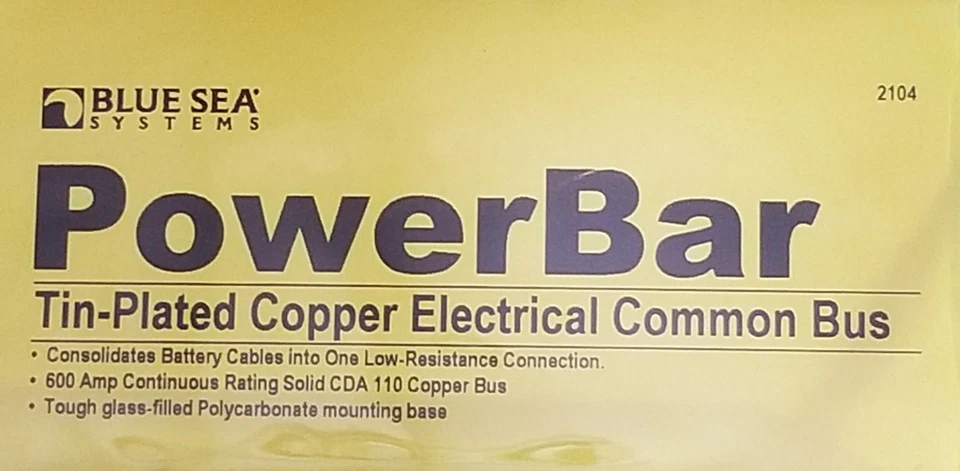 BLUE SEA
SYSTEMS
2104
PowerBar
Tin-Plated Copper Electrical Common Bus
• Consolidates Battery Cables into One Low-Resistance Connection.
• 600 Amp Continuous Rating Solid CDA 110 Copper Bus
• Tough glass-filled Polycarbonate mounting base